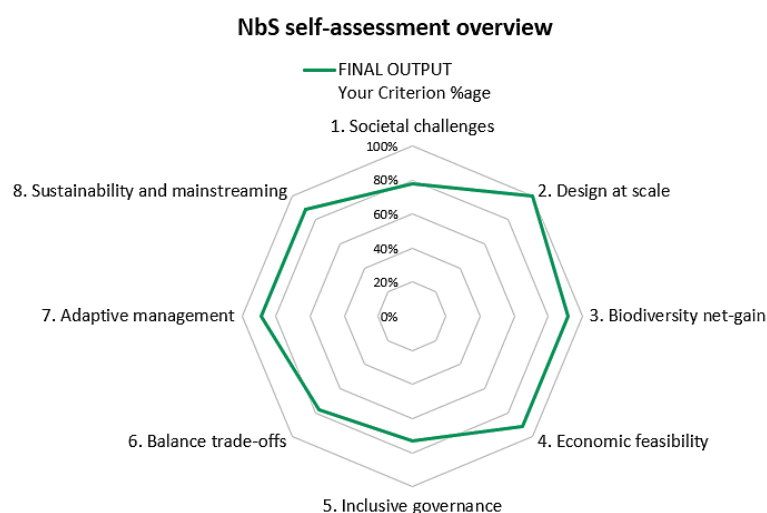 NbS self-assessment overview
FINAL OUTPUT
Your Criterion %age
1. Societal challenges
100%
80%
60%
40%
20%
0%
2. Design at scale
3. Biodiversity net-gain
4. Economic feasibility
5. Inclusive governance
6. Balance trade-offs
7. Adaptive management
8. Sustainability and mainstreaming